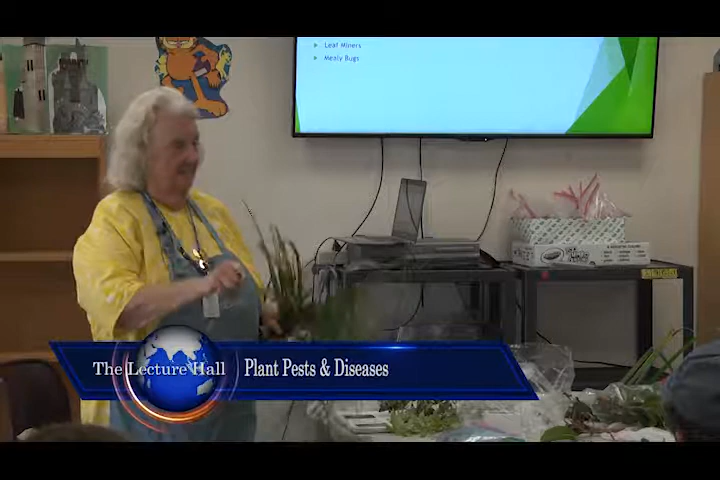 Leaf Miners
Mealy Bugs
The Lecture Hall
Plant Pests & Diseases